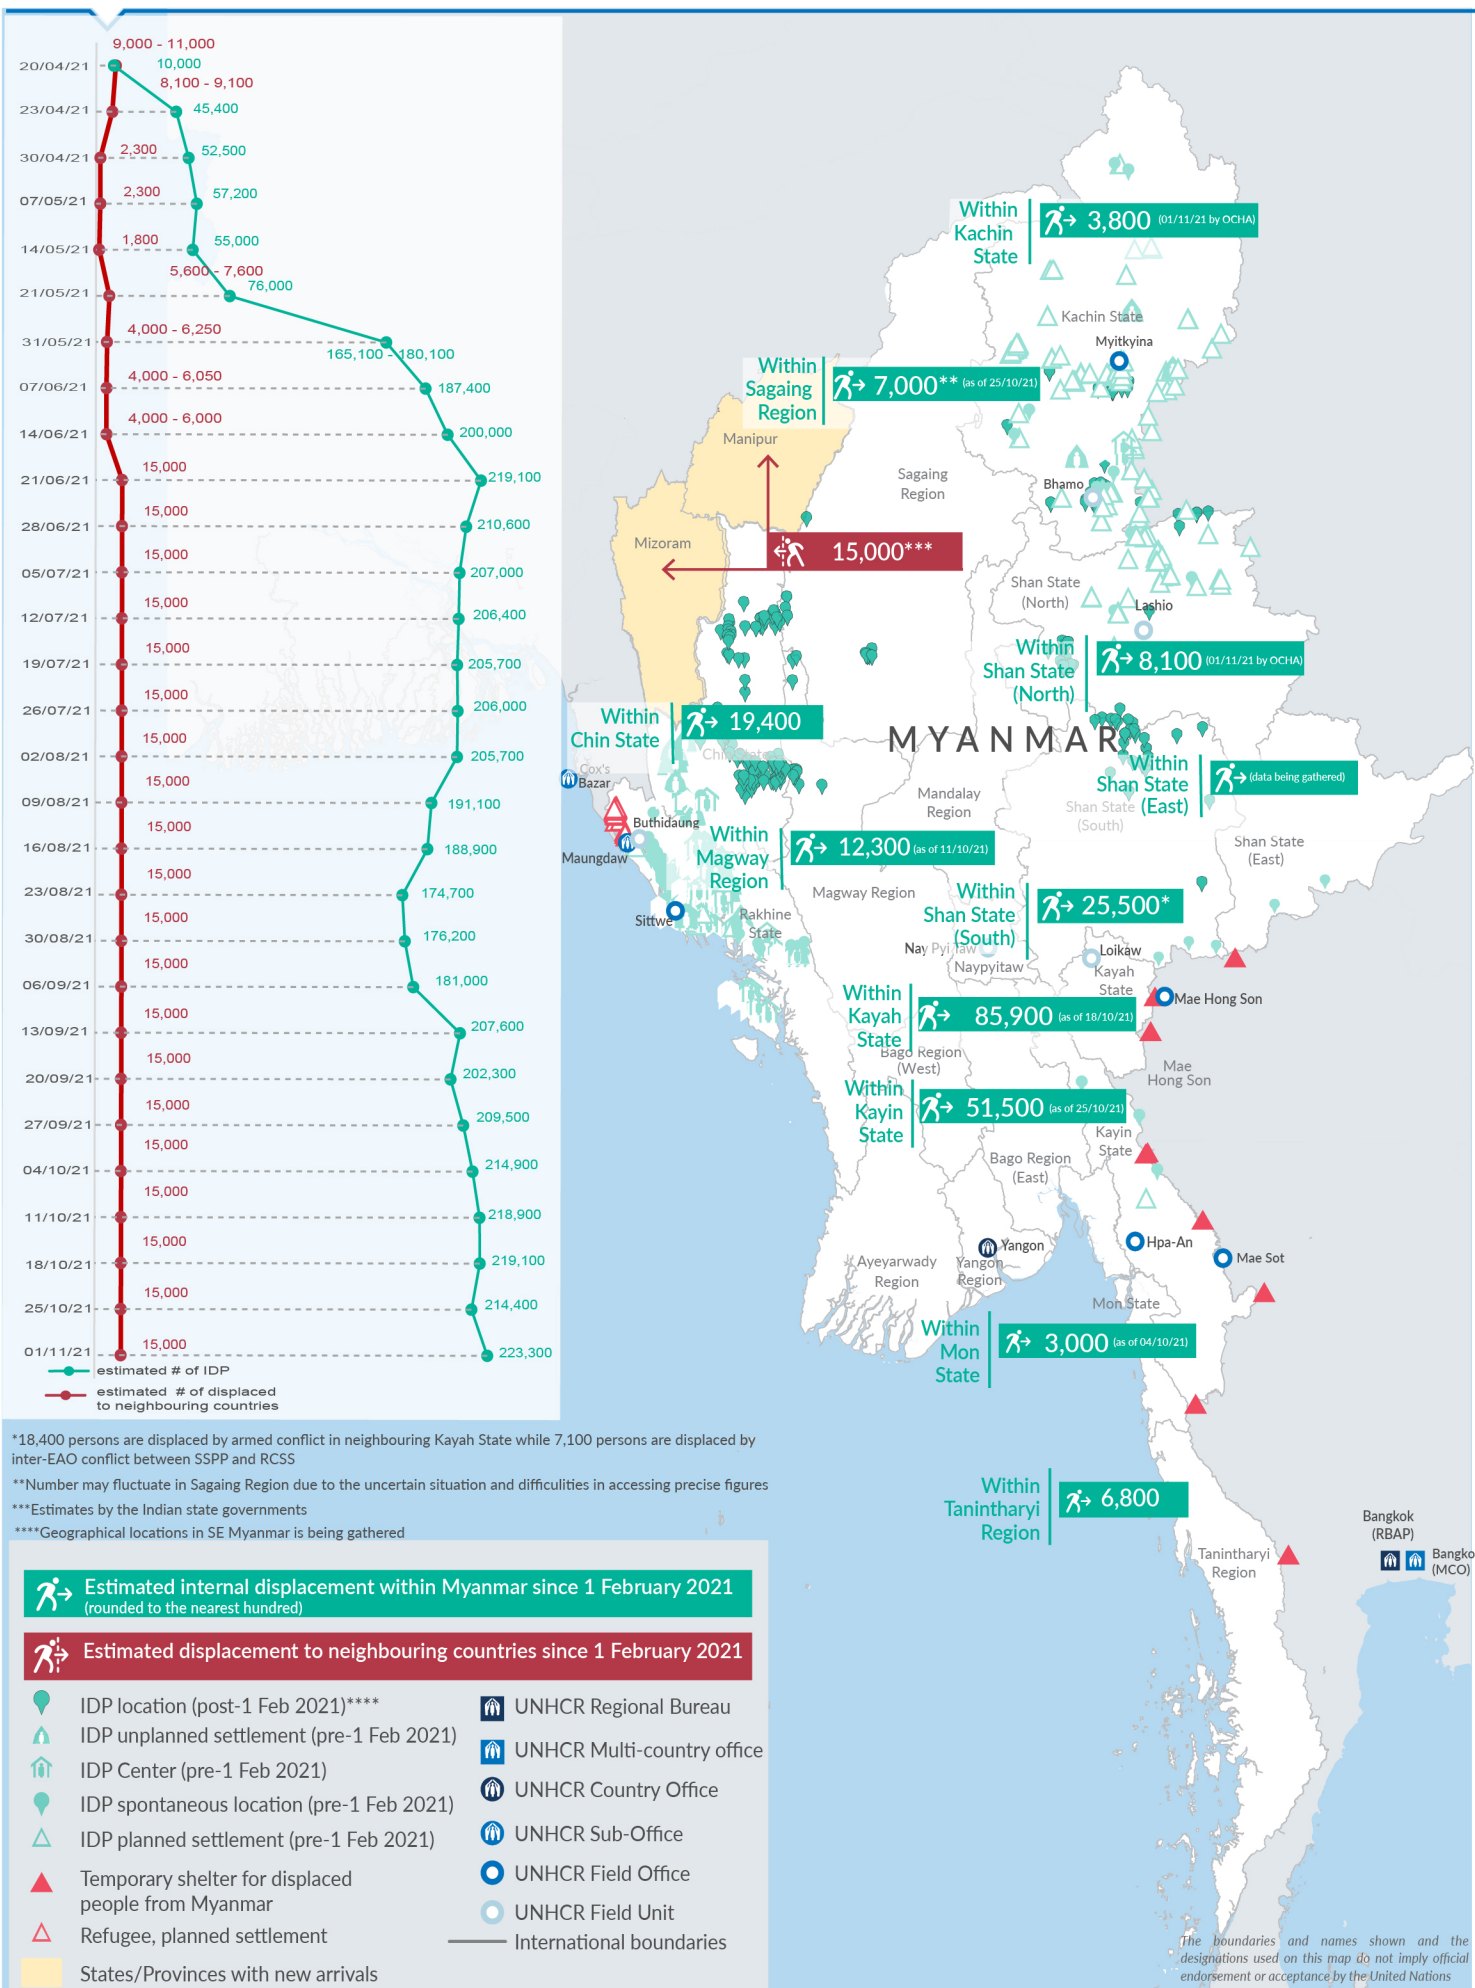 9,000 - 11,000
20/04/21
10,000
8,100 - 9,100
23/04/21
45,400
30/04/21
2,300
52,500
07/05/21
2,300
57,200
14/05/21
1,800
55,000
5,600 - 7,600
21/05/21
76,000
31/05/21
4,000 - 6,250
165,100 - 180,100
07/06/21
4,000 - 6,050
187,400
14/06/21
4,000 - 6,000
200,000
21/06/21
15,000
219,100
28/06/21
15,000
210,600
05/07/21
15,000
207,000
12/07/21
15,000
206,400
19/07/21
15,000
205,700
26/07/21
15,000
206,000
02/08/21
15,000
205,700
09/08/21
15,000
191,100
16/08/21
15,000
188,900
23/08/21
15,000
174,700
30/08/21
15,000
176,200
06/09/21
15,000
181,000
13/09/21
15,000
207,600
20/09/21
15,000
202,300
27/09/21
15,000
209,500
04/10/21
15,000
214,900
11/10/21
15,000
218,900
18/10/21
15,000
219,100
25/10/21
15,000
214,400
01/11/21
15,000
223,300
estimated # of IDP
estimated # of displaced
to neighbouring countries
Within
Kachin
State
3,800 (01/11/21 by OCHA)
Kachin State
Myitkyina
Within
Sagaing
Region
7,000** (as of 25/10/21)
Manipur
Sagaing
Region
Bhamo
Mizoram
15,000***
Shan State
(North)
Lashio
Within
Shan State
(North)
8,100 (01/11/21 by OCHA)
Within
Chin State
19,400
Chin State
MYANMAR
Within
Shan State
(East)
(data being gathered)
Cox's
Bazar
Mandalay
Region
Shan State
(South)
Buthidaung
Maungdaw
Within
Magway
Region
12,300 (as of 11/10/21)
Shan State
(East)
Magway Region
Within
Shan State
(South)
25,500*
Sittwe
Rakhine
State
Nay Pyi Taw
Naypyitaw
Loikaw
Kayah
State
Within
Kayah
State
85,900 (as of 18/10/21)
Mae Hong Son
Bago Region
(West)
Mae
Hong Son
Within
Kayin
State
51,500 (as of 25/10/21)
Kayin
State
Bago Region
(East)
Hpa-An
Yangon
Yangon
Region
Mae Sot
Ayeyarwady
Region
Mon State
Within
Mon
State
3,000 (as of 04/10/21)
Within
Tanintharyi
Region
6,800
Tanintharyi
Region
Bangkok
(RBAP)
Bangko
(MCO)
*18,400 persons are displaced by armed conflict in neighbouring Kayah State while 7,100 persons are displaced by
inter-EAO conflict between SSPP and RCSS
**Number may fluctuate in Sagaing Region due to the uncertain situation and difficulties in accessing precise figures
***Estimates by the Indian state governments
****Geographical locations in SE Myanmar is being gathered
Estimated internal displacement within Myanmar since 1 February 2021
(rounded to the nearest hundred)
Estimated displacement to neighbouring countries since 1 February 2021
IDP location (post-1 Feb 2021)****
IDP unplanned settlement (pre-1 Feb 2021)
IDP Center (pre-1 Feb 2021)
IDP spontaneous location (pre-1 Feb 2021)
IDP planned settlement (pre-1 Feb 2021)
Temporary shelter for displaced
people from Myanmar
Refugee, planned settlement
States/Provinces with new arrivals
UNHCR Regional Bureau
UNHCR Multi-country office
UNHCR Country Office
UNHCR Sub-Office
UNHCR Field Office
UNHCR Field Unit
International boundaries
The boundaries and names shown and the
designations used on this map do not imply official
endorsement or acceptance by the United Nations